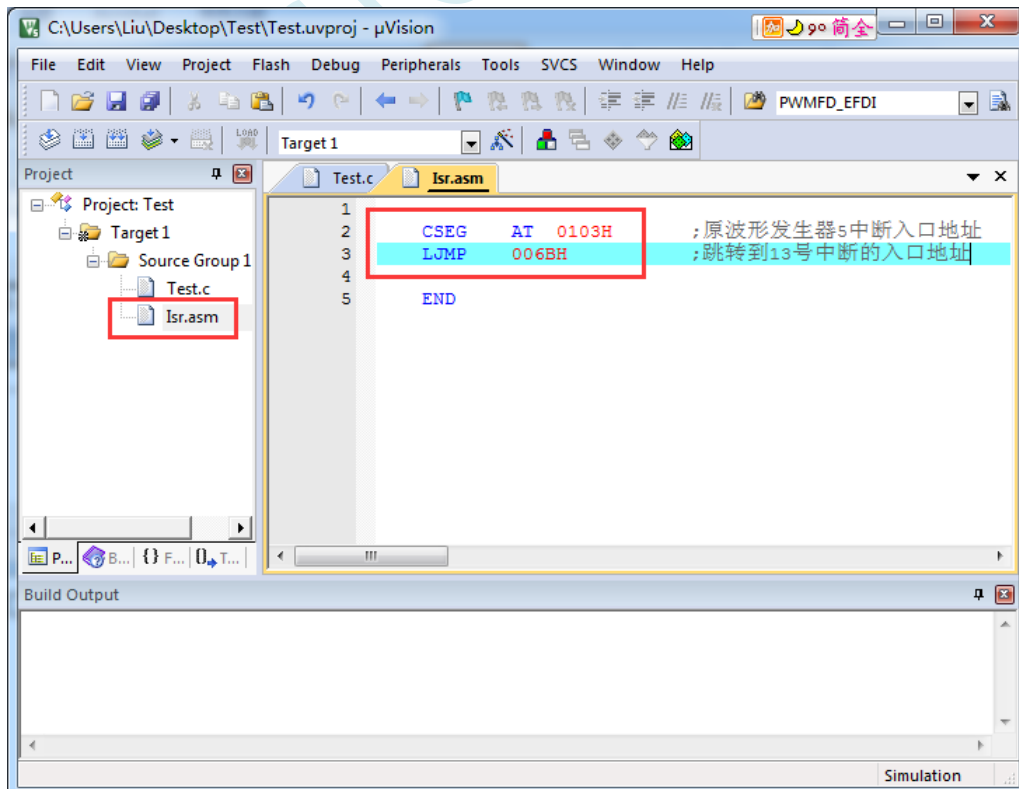 C:\Users\Liu\Desktop\Test\Test.uvproj - µVision
简全
File Edit View Project Flash Debug Peripherals Tools SVCS Window Help
PWMFD_EFDI
LOAD
Target 1
Project
Test.c Isr.asm
Project: Test
Target 1
Source Group 1
Test.c
Isr.asm
1
2 CSEG AT 0103H ;原波形发生器5中断入口地址
3 LJMP 006BH ;跳转到13号中断的入口地址
4
5 END
P... B... {} F... 0 T...
Build Output
Simulation